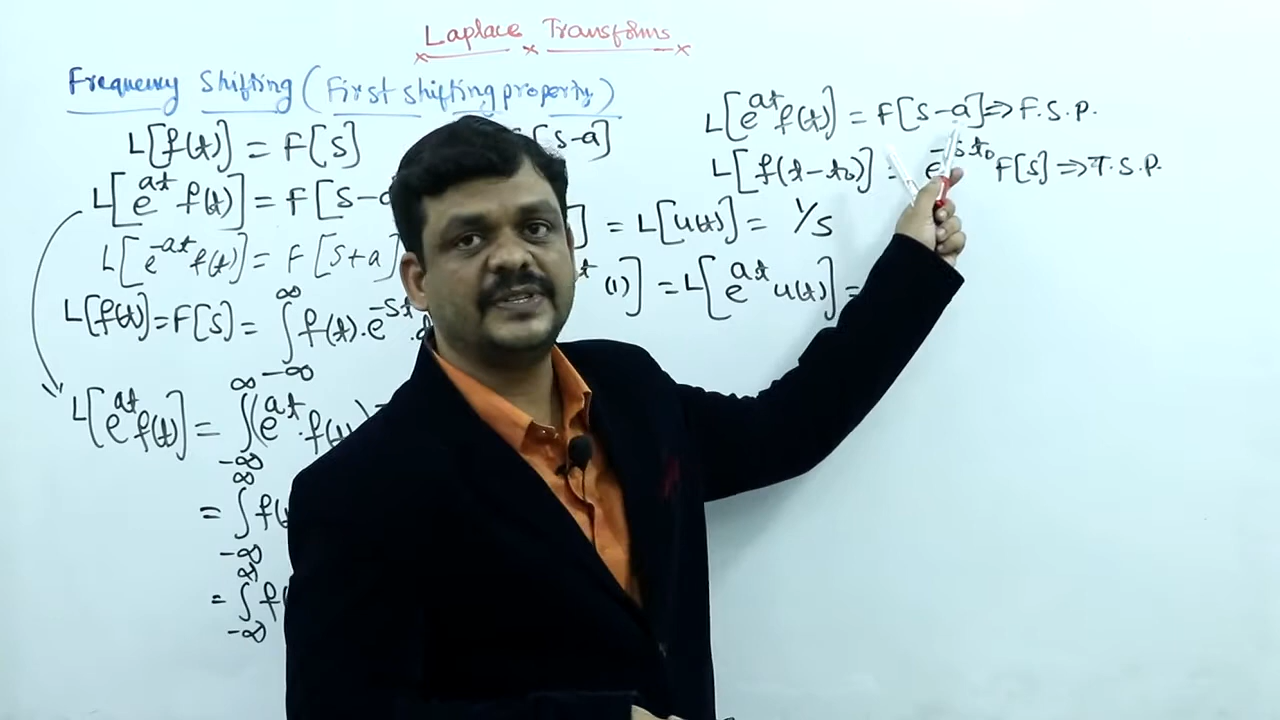 Laplace Transforms
Frequency Shifting (First shifting property)
L[f(t)] = F[S]
[S-a]
L[e^{at} f(t)] = F[S-a
L[e^{-at} f(t)] = F[S+a]
L[f(t)] = F[S] = ∫_{-∞}^{∞} f(t).e^{-st}.d
L[e^{at} f(t)] = ∫_{-∞}^{∞} (e^{at}.f(t)
= ∫_{-∞}^{∞} f(
= ∫_{-∞}^{∞} f(
L[e^{at} f(t)] = F[S-a] ⇒ F.S.P.
L[f(t-t₀)] = e^{-st₀} F[S] ⇒ T.S.P.
] = L[u(t)] = 1/S
(1)] = L[e^{at} u(t)] =